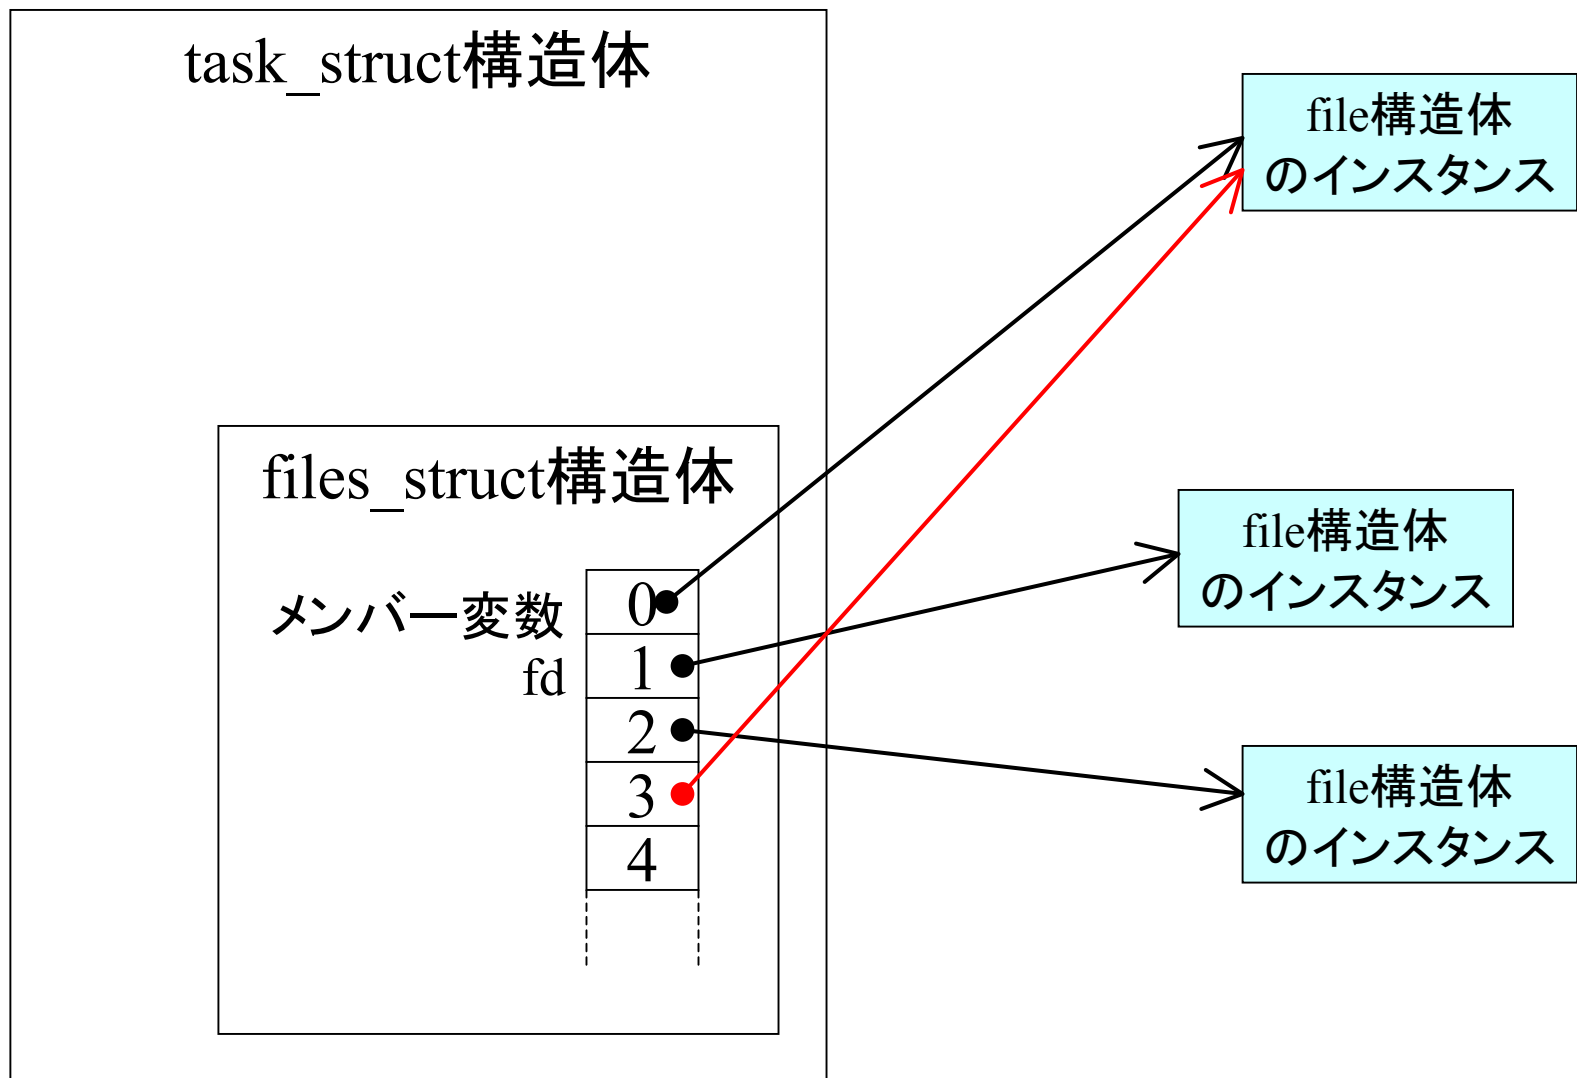 task_struct構造体
file構造体
のインスタンス
files_struct構造体
file構造体
のインスタンス
メンバー変数
fd
0
1
2
3
4
file構造体
のインスタンス